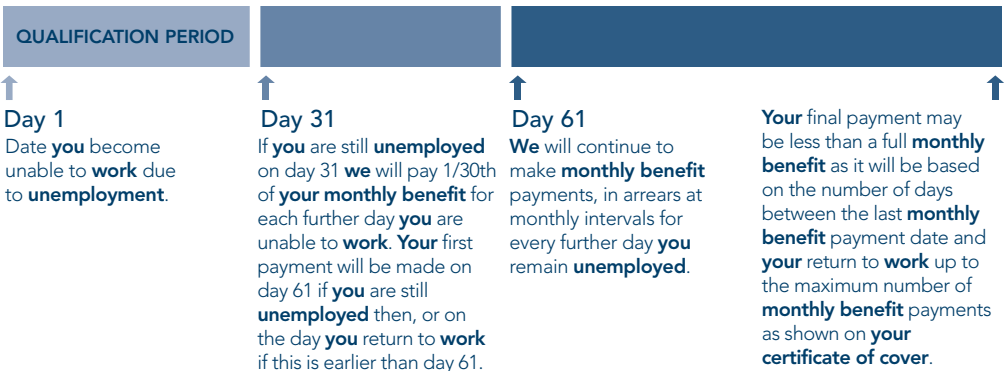 QUALIFICATION PERIOD
Day 1
Date you become
unable to work due
to unemployment.
Day 31
If you are still unemployed
on day 31 we will pay 1/30th
of your monthly benefit for
each further day you are
unable to work. Your first
payment will be made on
day 61 if you are still
unemployed then, or on
the day you return to work
if this is earlier than day 61.
Day 61
We will continue to
make monthly benefit
payments, in arrears at
monthly intervals for
every further day you
remain unemployed.
Your final payment may
be less than a full monthly
benefit as it will be based
on the number of days
between the last monthly
benefit payment date and
your return to work up to
the maximum number of
monthly benefit payments
as shown on your
certificate of cover.